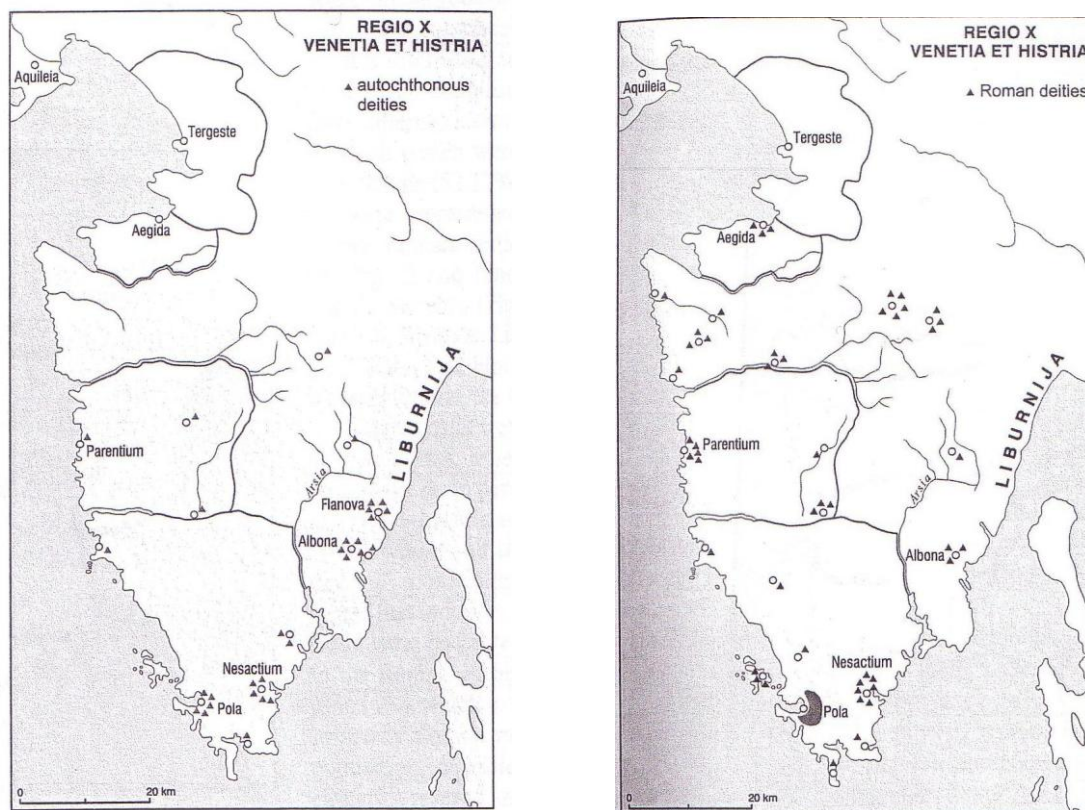 REGIO X
VENETIA ET HISTRIA
▲ autochthonous
deities
Aquileia
Tergeste
Aegida
LIBURNIJA
Parentium
Arsia
Flanova
Albona
Nesactium
Pola
0 20 km
REGIO X
VENETIA ET HISTRIA
▲ Roman deities
Aquileia
Tergeste
Aegida
LIBURNIJA
Parentium
Arsia
Albona
Nesactium
Pola
0 20 km